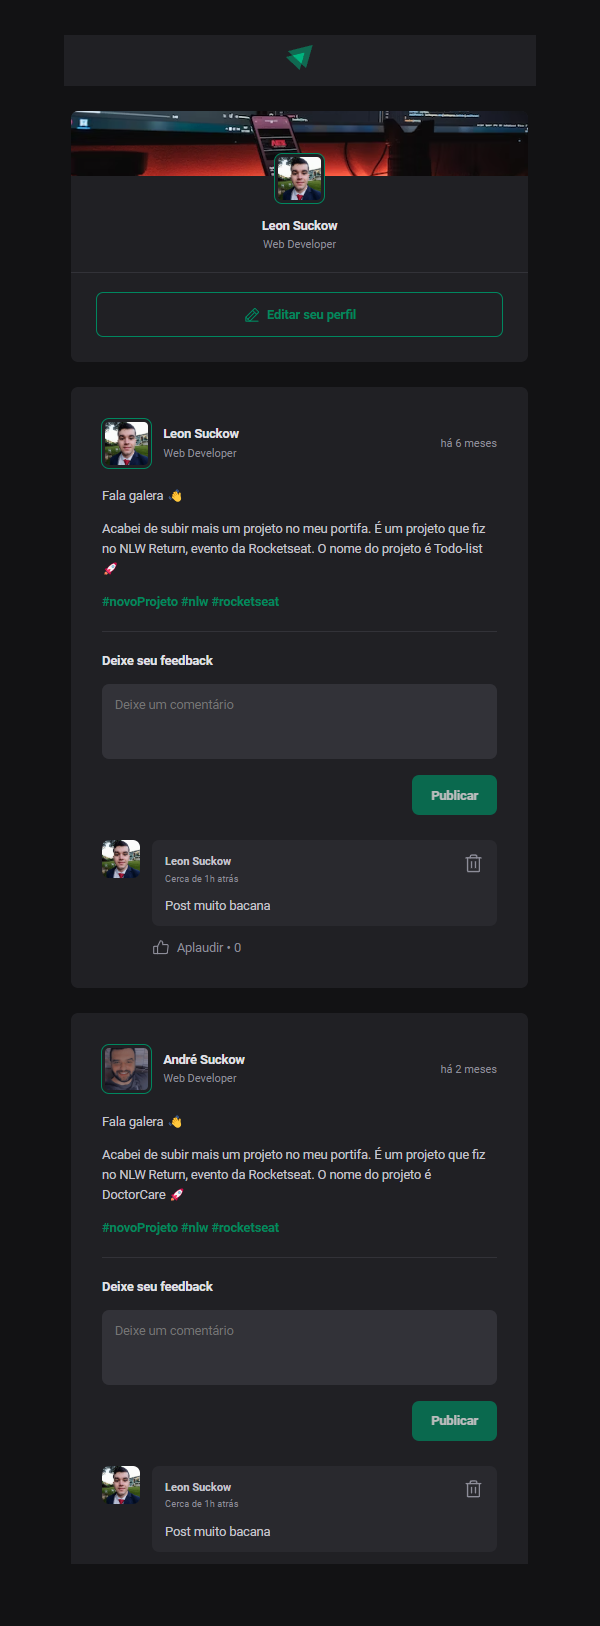 Leon Suckow
Web Developer
Editar seu perfil
Leon Suckow
Web Developer
há 6 meses
Fala galera 👋
Acabei de subir mais um projeto no meu portifa. É um projeto que fiz
no NLW Return, evento da Rocketseat. O nome do projeto é Todo-list
🚀
#novoProjeto #nlw #rocketseat
Deixe seu feedback
Deixe um comentário
Publicar
Leon Suckow
Cerca de 1h atrás
Post muito bacana
Aplaudir • 0
André Suckow
Web Developer
há 2 meses
Fala galera 👋
Acabei de subir mais um projeto no meu portifa. É um projeto que fiz
no NLW Return, evento da Rocketseat. O nome do projeto é
DoctorCare 🚀
#novoProjeto #nlw #rocketseat
Deixe seu feedback
Deixe um comentário
Publicar
Leon Suckow
Cerca de 1h atrás
Post muito bacana